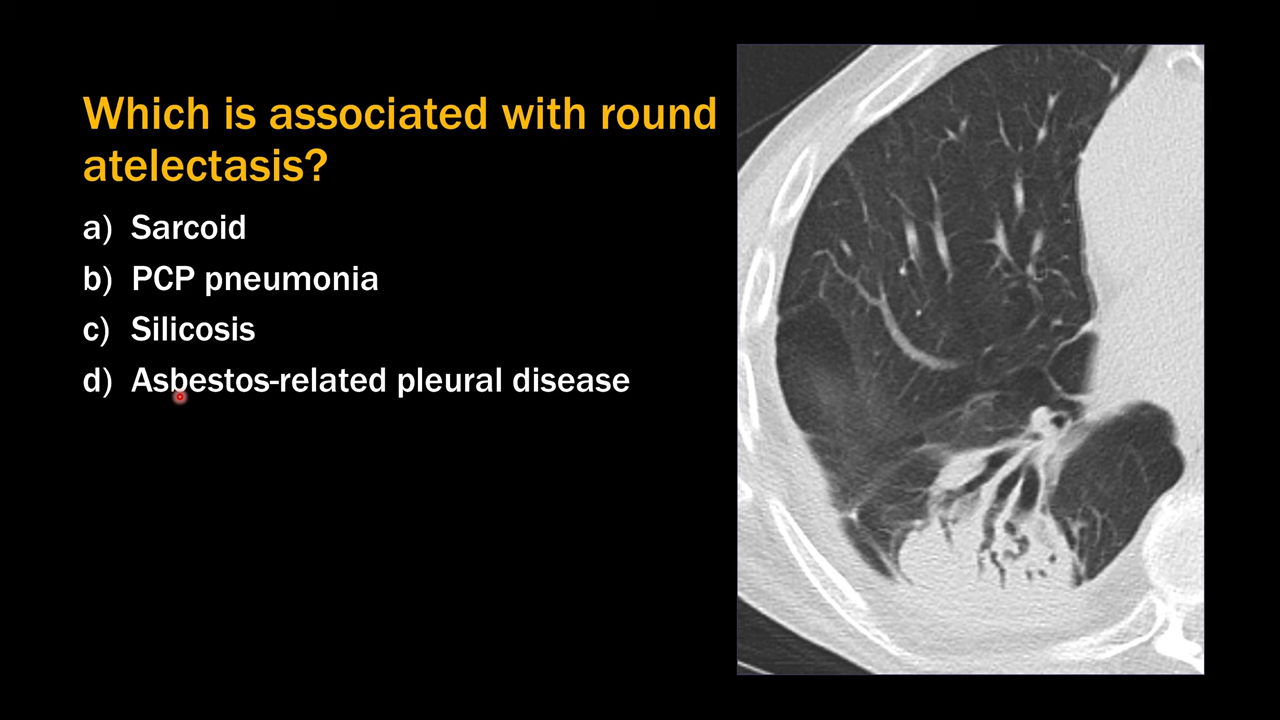 Which is associated with round
atelectasis?
a) Sarcoid
b) PCP pneumonia
c) Silicosis
d) Asbestos-related pleural disease